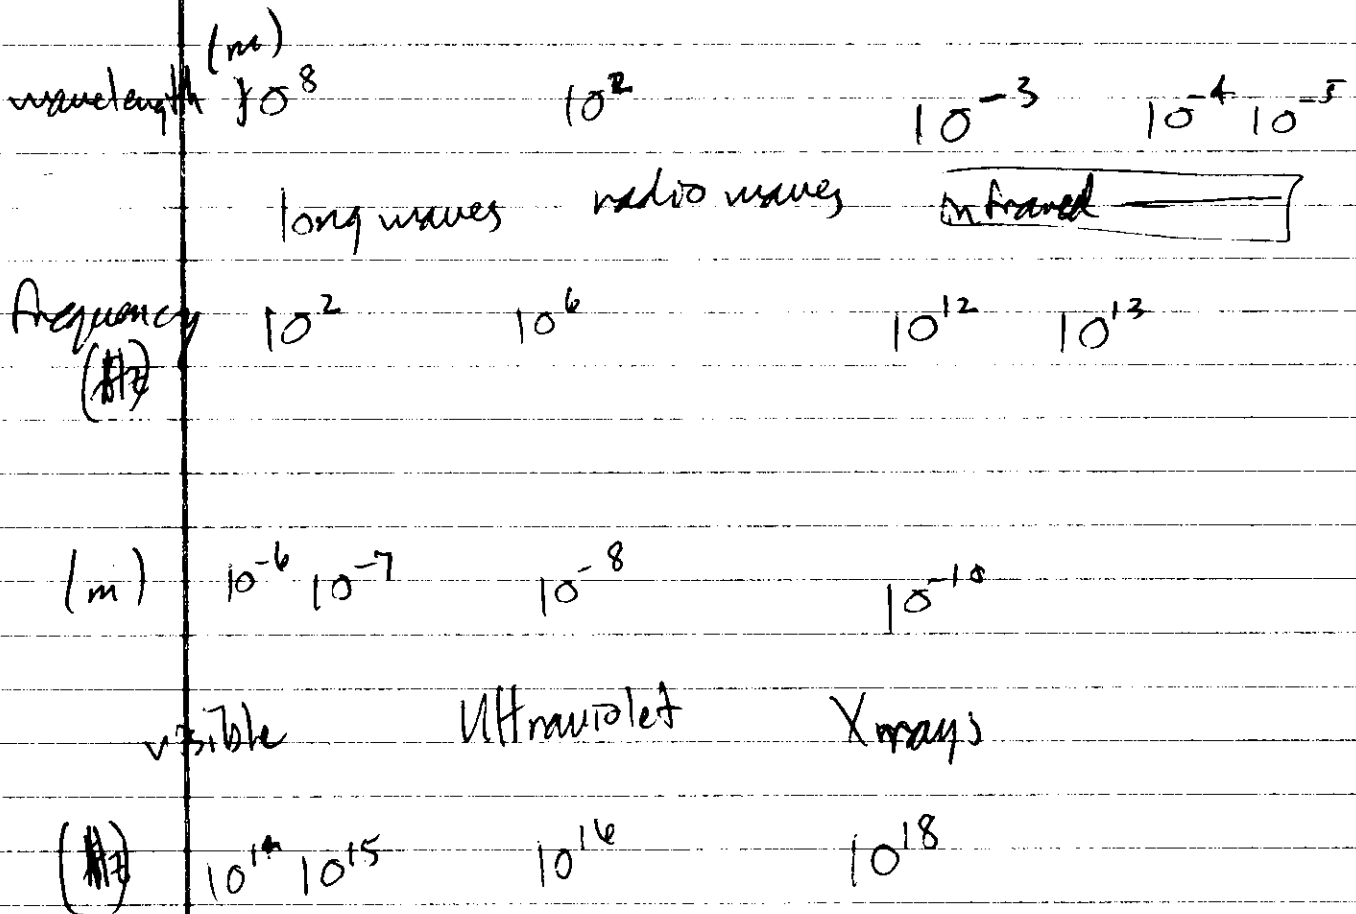 (m)
wavelength 10^8 10^2 10^-3 10^-4 10^-5
long waves radio waves infrared
frequency 10^2 10^6 10^12 10^13
(Hz)
(m) 10^-6 10^-7 10^-8 10^-10
visible Ultraviolet X rays
(Hz) 10^14 10^15 10^16 10^18